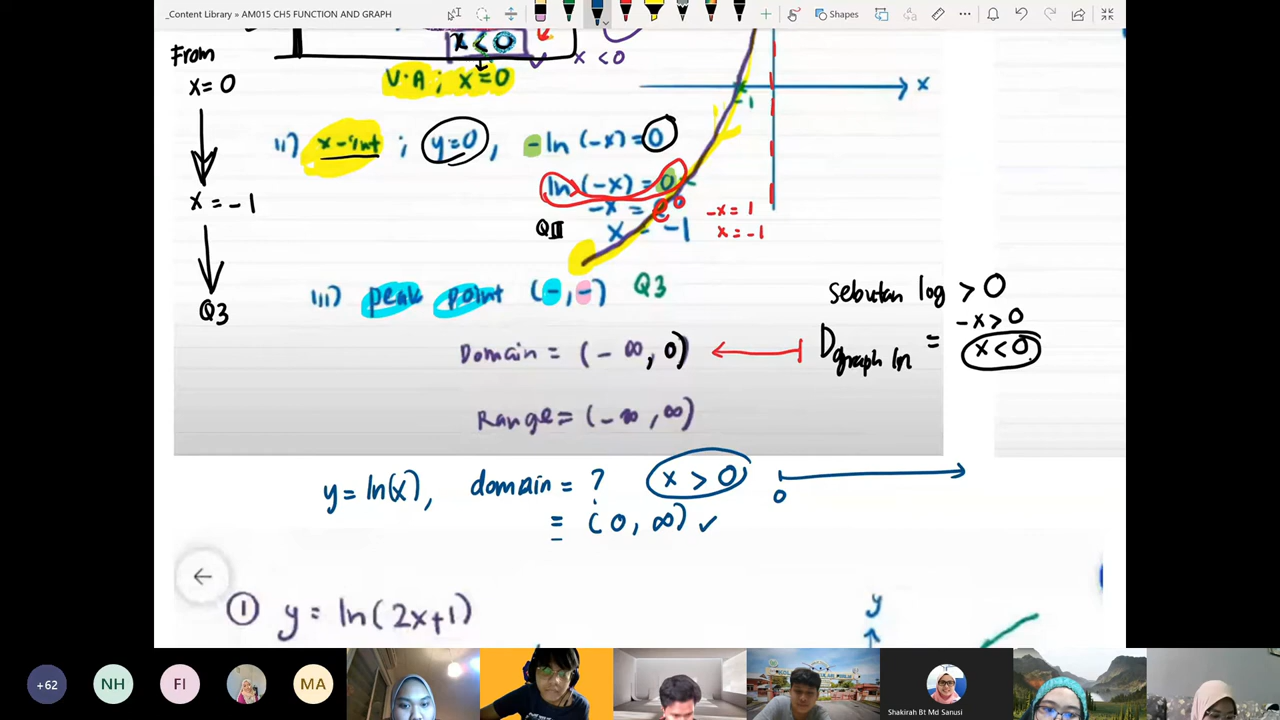 _Content Library » AM015 CH5 FUNCTION AND GRAPH
Shapes
From
x = 0
x = -1
Q3
x < 0
x < 0
V.A ; x = 0
x
-1
ii) x-int ; y=0 , -ln(-x) = 0
ln(-x) = 0
-x = e⁰
-x = 1
QIII
x = -1
x = -1
iii) peak point (-,-) Q3
sebutan log > 0
-x > 0
Domain = (-∞, 0)
D graph ln = x < 0
Range = (-∞, ∞)
y = ln(x), domain = ? x > 0
0
= (0, ∞) ✓
① y = ln(2x+1)
y
+62
NH
FI
MA
Shakirah Bt Md Sanusi